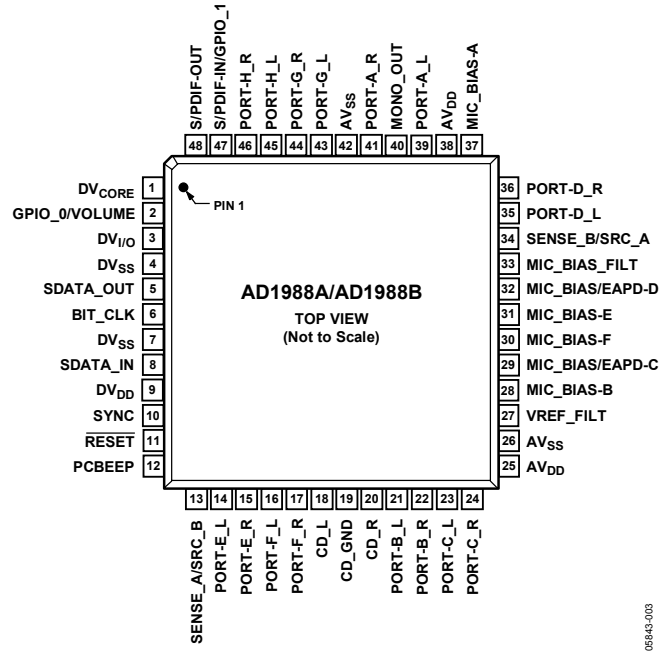 S/PDIF-OUT
S/PDIF-IN/GPIO_1
PORT-H_R
PORT-H_L
PORT-G_R
PORT-G_L
AVSS
PORT-A_R
MONO_OUT
PORT-A_L
AVDD
MIC_BIAS-A
48 47 46 45 44 43 42 41 40 39 38 37
DVCORE 1
GPIO_0/VOLUME 2
DVI/O 3
DVSS 4
SDATA_OUT 5
BIT_CLK 6
DVSS 7
SDATA_IN 8
DVDD 9
SYNC 10
RESET 11
PCBEEP 12
PIN 1
AD1988A/AD1988B
TOP VIEW
(Not to Scale)
36 PORT-D_R
35 PORT-D_L
34 SENSE_B/SRC_A
33 MIC_BIAS_FILT
32 MIC_BIAS/EAPD-D
31 MIC_BIAS-E
30 MIC_BIAS-F
29 MIC_BIAS/EAPD-C
28 MIC_BIAS-B
27 VREF_FILT
26 AVSS
25 AVDD
13 14 15 16 17 18 19 20 21 22 23 24
SENSE_A/SRC_B
PORT-E_L
PORT-E_R
PORT-F_L
PORT-F_R
CD_L
CD_GND
CD_R
PORT-B_L
PORT-B_R
PORT-C_L
PORT-C_R
05843-003